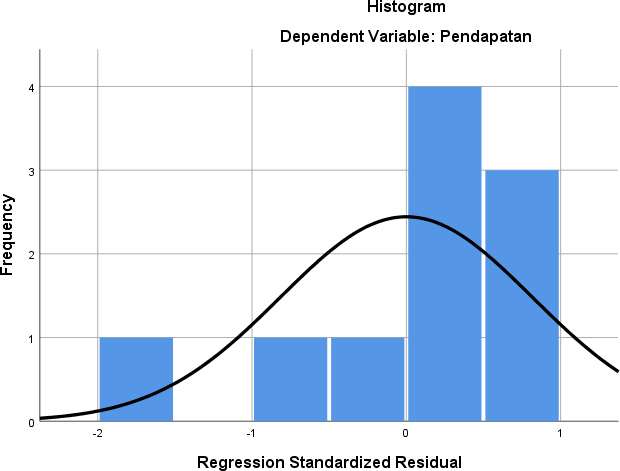 Histogram
Dependent Variable: Pendapatan
Frequency
4
3
2
1
0
-2
-1
0
1
Regression Standardized Residual